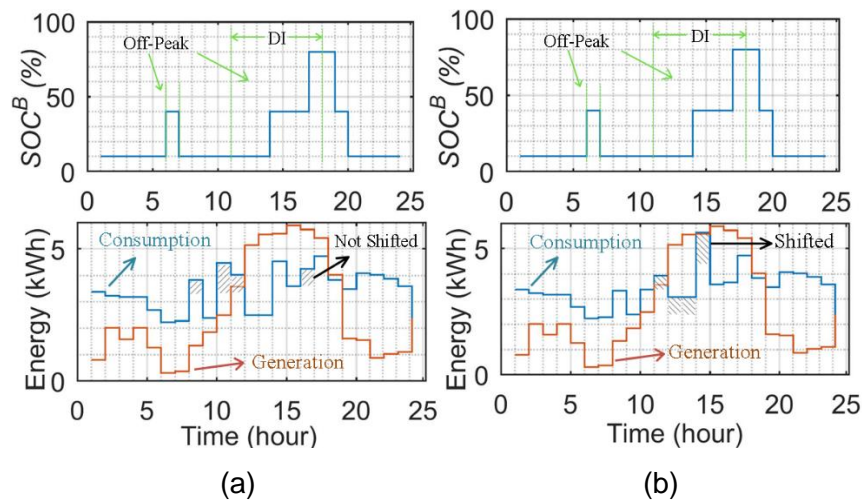 100
50
0
SOC^B (%)
Off-Peak
DI
0 5 10 15 20 25
5
0
Energy (kWh)
Consumption
Not Shifted
Generation
0 5 10 15 20 25
Time (hour)
(a)
100
50
0
SOC^B (%)
Off-Peak
DI
0 5 10 15 20 25
5
0
Energy (kWh)
Consumption
Shifted
Generation
0 5 10 15 20 25
Time (hour)
(b)